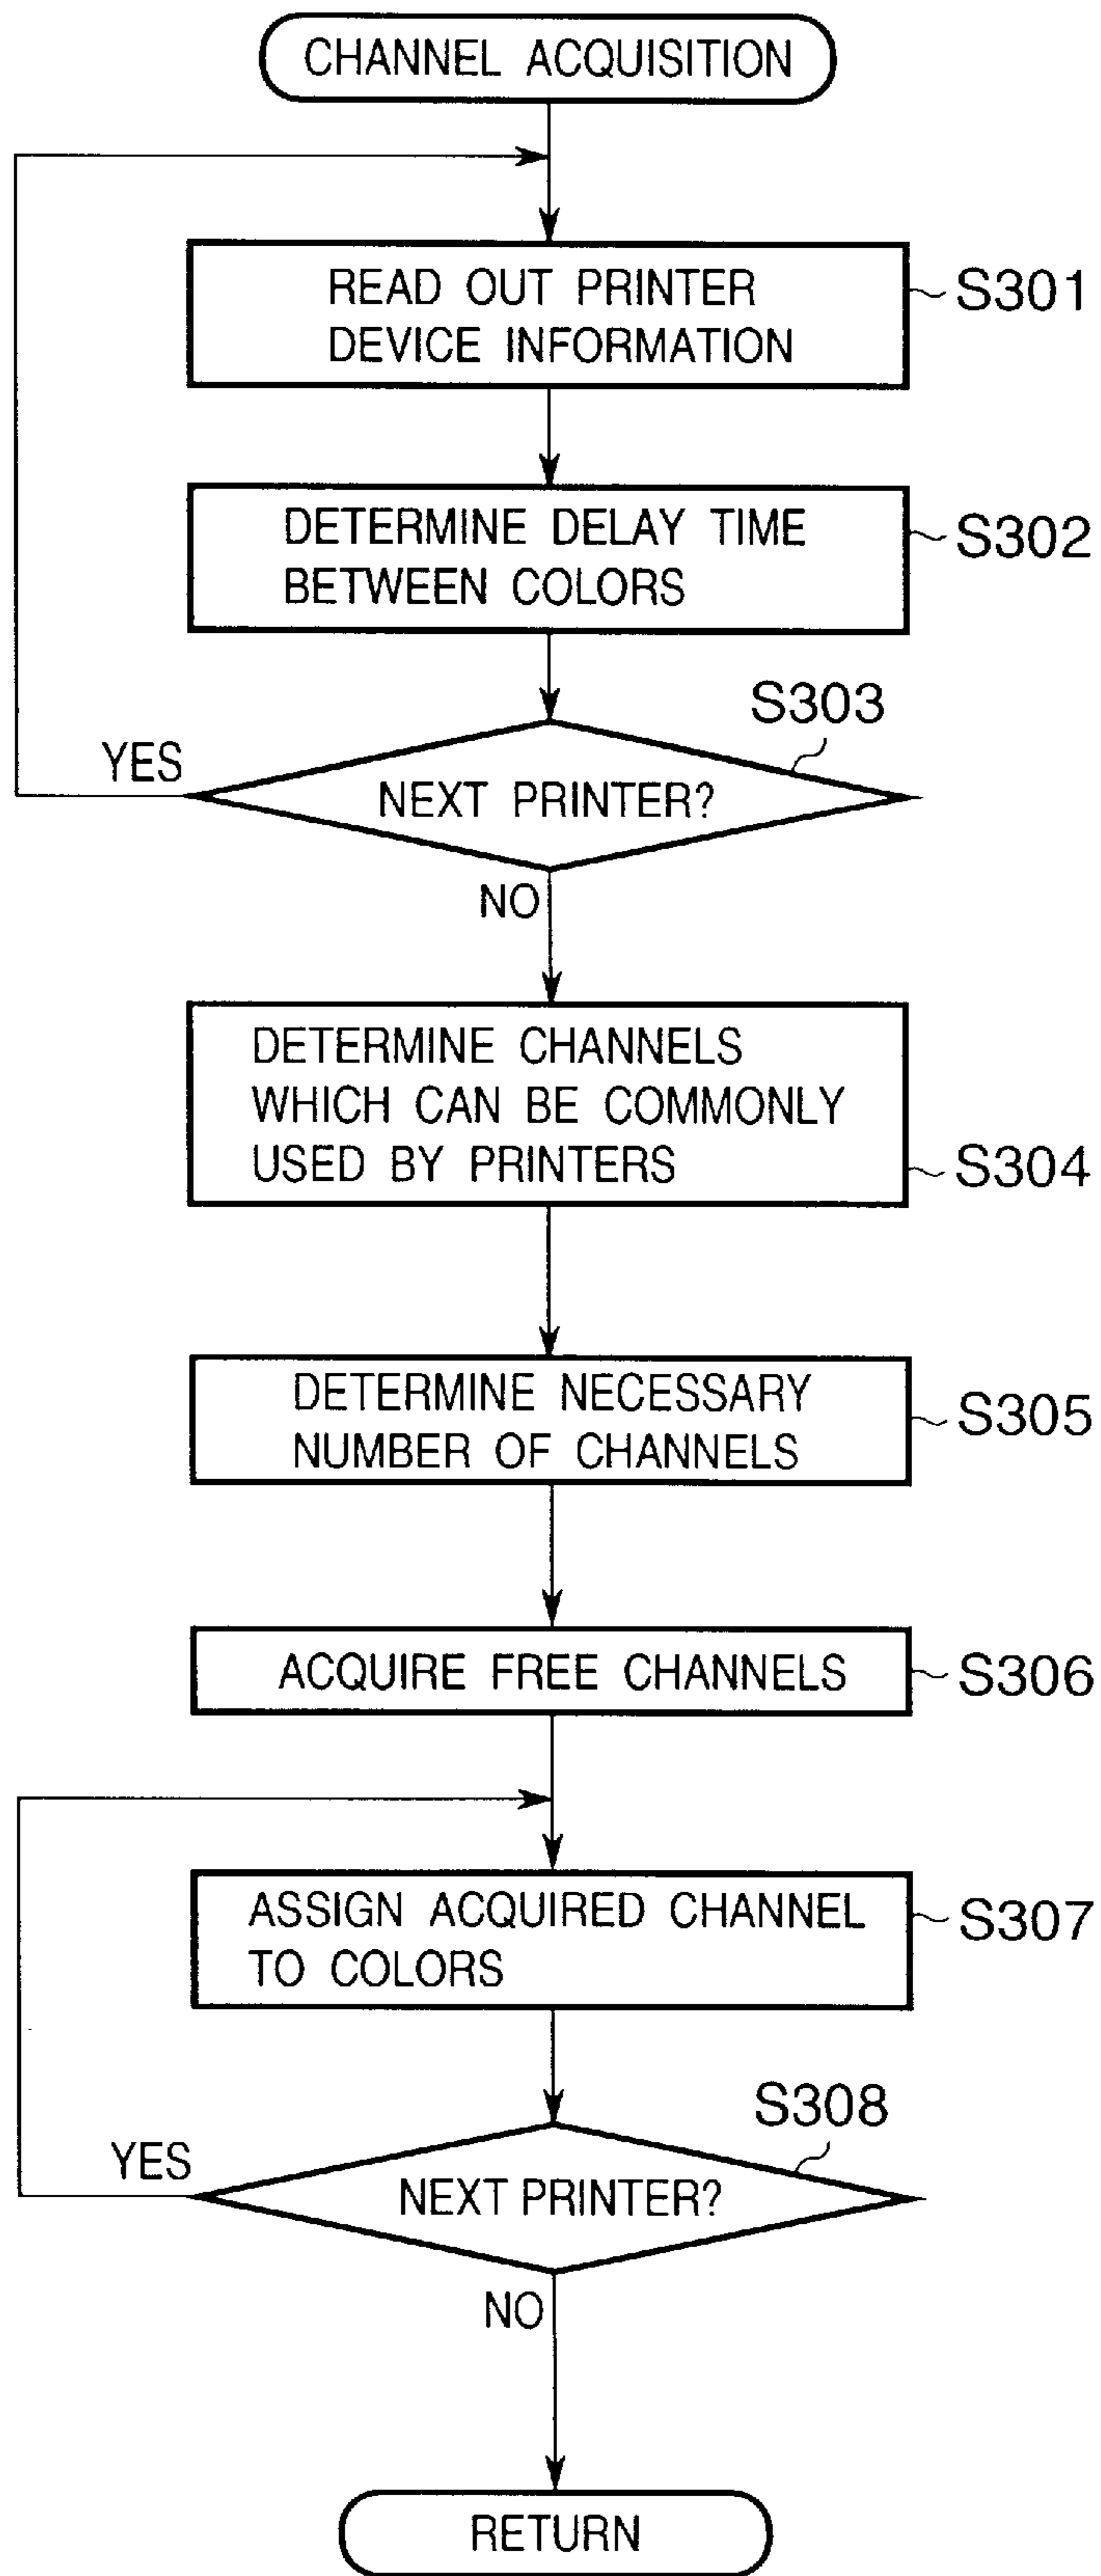 CHANNEL ACQUISITION
READ OUT PRINTER
DEVICE INFORMATION
S301
DETERMINE DELAY TIME
BETWEEN COLORS
S302
S303
YES
NEXT PRINTER?
NO
DETERMINE CHANNELS
WHICH CAN BE COMMONLY
USED BY PRINTERS
S304
DETERMINE NECESSARY
NUMBER OF CHANNELS
S305
ACQUIRE FREE CHANNELS
S306
ASSIGN ACQUIRED CHANNEL
TO COLORS
S307
S308
YES
NEXT PRINTER?
NO
RETURN